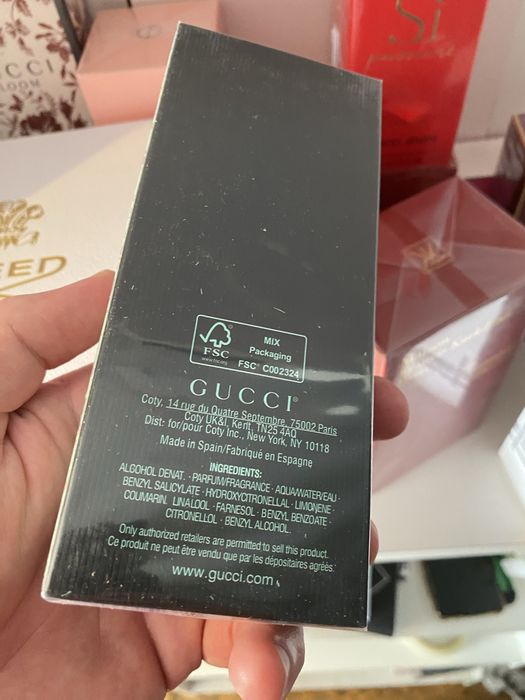 UCCI
OOM
Sì
EED
FSC
www.fsc.org
MIX
Packaging
FSC® C002324
GUCCI
Coty, 14 rue du Quatre Septembre, 75002 Paris
Coty UK&I, Kent, TN25 4AQ
Dist: for/pour Coty Inc., New York, NY 10118
Made in Spain/Fabriqué en Espagne
INGREDIENTS:
ALCOHOL DENAT. · PARFUM/FRAGRANCE · AQUA/WATER/EAU ·
BENZYL SALICYLATE · HYDROXYCITRONELLAL · LIMONENE ·
COUMARIN. LINALOOL · FARNESOL · BENZYL BENZOATE ·
CITRONELLOL · BENZYL ALCOHOL.
Only authorized retailers are permitted to sell this product.
Ce produit ne peut être vendu que par les dépositaires agréés.
www.gucci.com